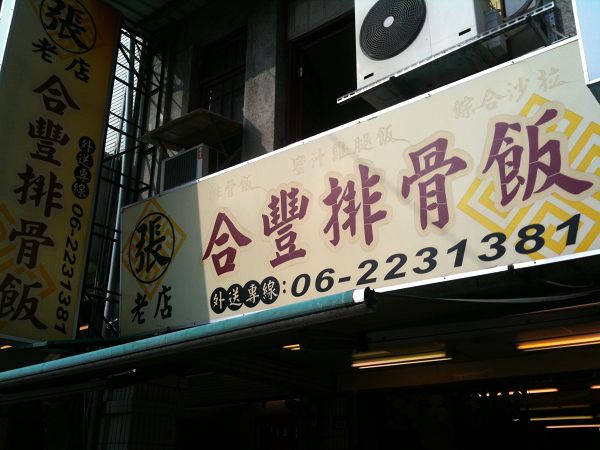 張
老店
合豐排骨飯
外送專線
06-2231381
排骨飯 蜜汁雞腿飯 綜合沙拉
張
老店
合豐排骨飯
外送專線:06-2231381